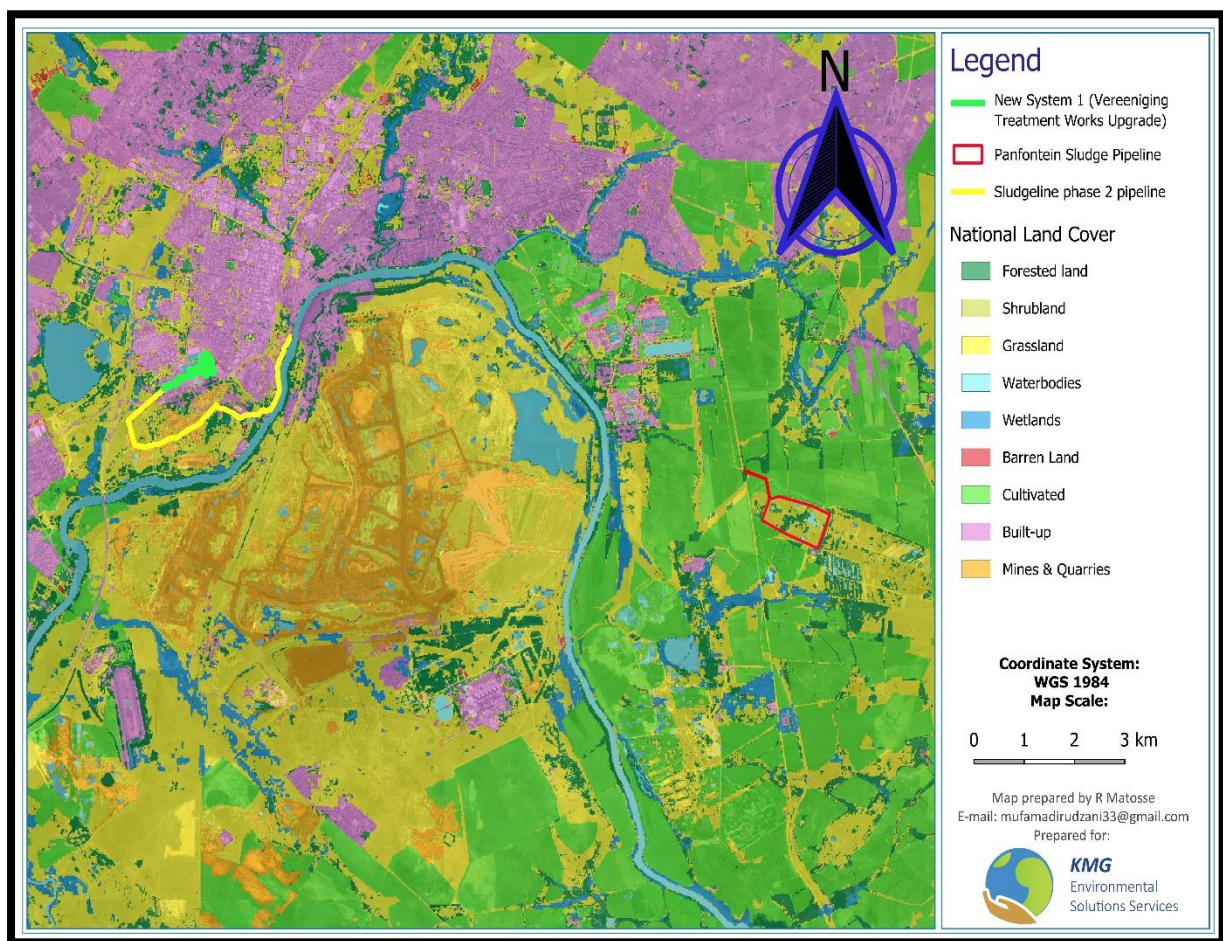 N
Legend
New System 1 (Vereeniging
Treatment Works Upgrade)
Panfontein Sludge Pipeline
Sludgeline phase 2 pipeline
National Land Cover
Forested land
Shrubland
Grassland
Waterbodies
Wetlands
Barren Land
Cultivated
Built-up
Mines & Quarries
Coordinate System:
WGS 1984
Map Scale:
0 1 2 3 km
Map prepared by R Matosse
E-mail: mufamadirudzani33@gmail.com
Prepared for:
KMG
Environmental
Solutions Services